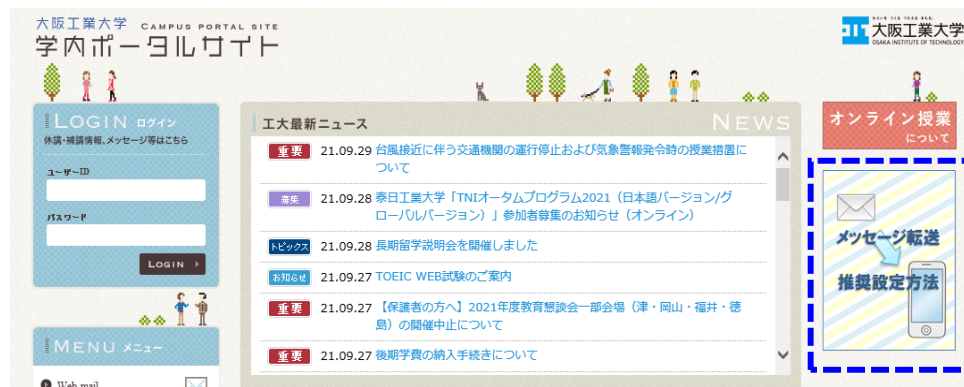 大阪工業大学 CAMPUS PORTAL SITE
学内ポータルサイト
大阪工業大学
OSAKA INSTITUTE OF TECHNOLOGY
LOGIN ログイン
休講・補講情報、メッセージ等はこちら
ユーザーID
パスワード
LOGIN
MENU メニュー
Web mail
工大最新ニュース
NEWS
重要 21.09.29 台風接近に伴う交通機関の運行停止および気象警報発令時の授業措置に
ついて
募集 21.09.28 泰日工業大学「TNIオータムプログラム2021（日本語バージョン/グ
ローバルバージョン）」参加者募集のお知らせ（オンライン）
トピックス 21.09.28 長期留学説明会を開催しました
お知らせ 21.09.27 TOEIC WEB試験のご案内
重要 21.09.27 【保護者の方へ】2021年度教育懇談会一部会場（津・岡山・福井・徳
島）の開催中止について
重要 21.09.27 後期学費の納入手続きについて
オンライン授業
について
メッセージ転送
推奨設定方法